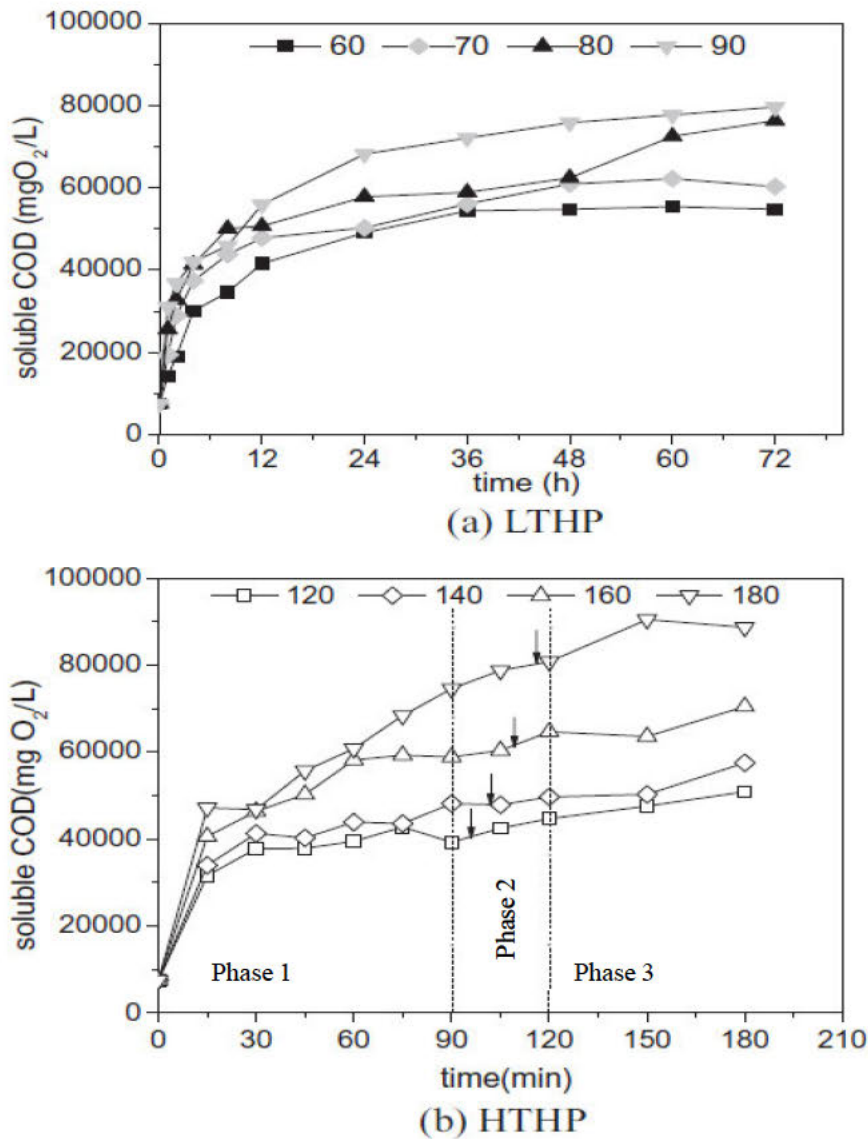 100000
60 70 80 90
80000
60000
40000
20000
0
soluble COD (mgO₂/L)
0 12 24 36 48 60 72
time (h)
(a) LTHP
100000
120 140 160 180
80000
60000
40000
20000
0
soluble COD(mg O₂/L)
Phase 1
Phase 2
Phase 3
0 30 60 90 120 150 180 210
time(min)
(b) HTHP